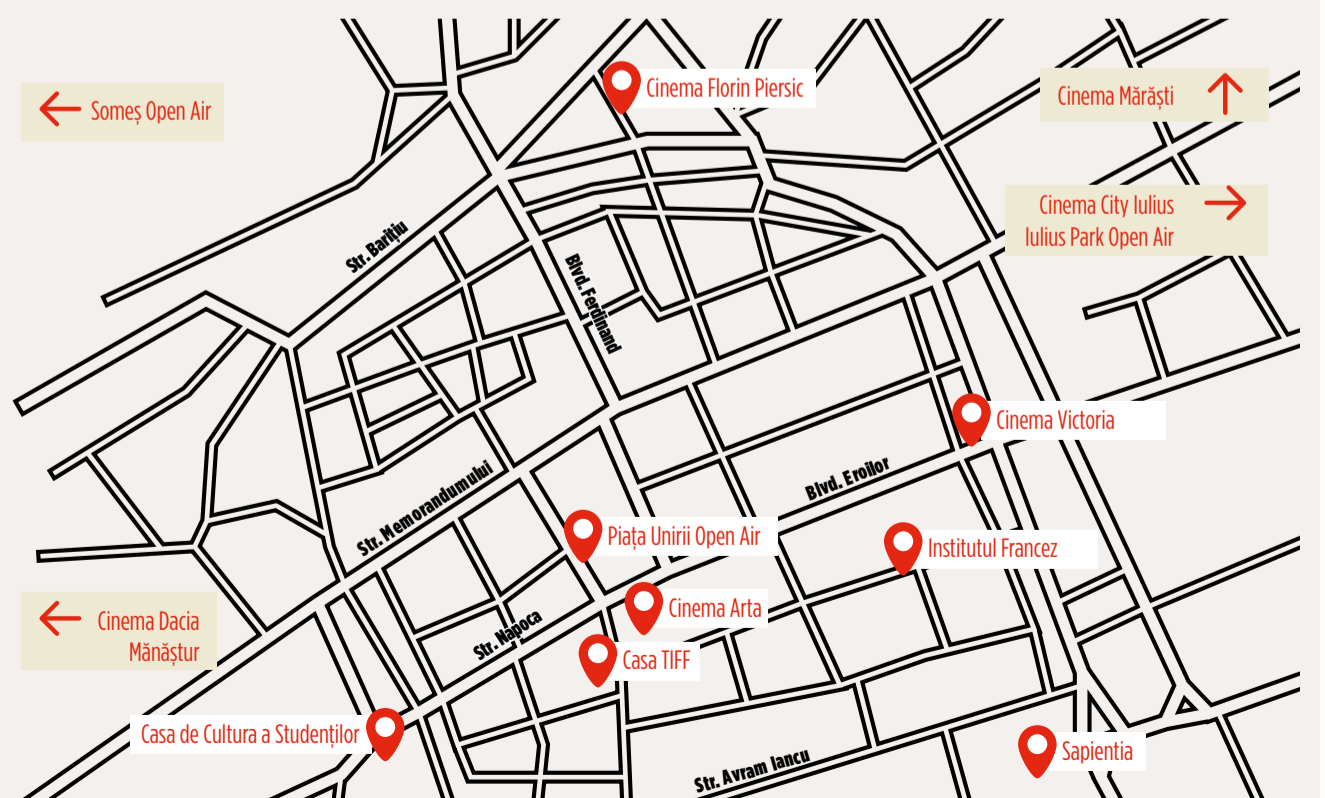 Cinema Florin Piersic
Someș Open Air
Cinema Mărăști
Cinema City Iulius
Iulius Park Open Air
Str. Barițiu
Blvd. Ferdinand
Cinema Victoria
Blvd. Eroilor
Str. Memorandumului
Piața Unirii Open Air
Institutul Francez
Cinema Arta
Cinema Dacia
Mănăștur
Str. Napoca
Casa TIFF
Casa de Cultura a Studenților
Sapientia
Str. Avram Iancu